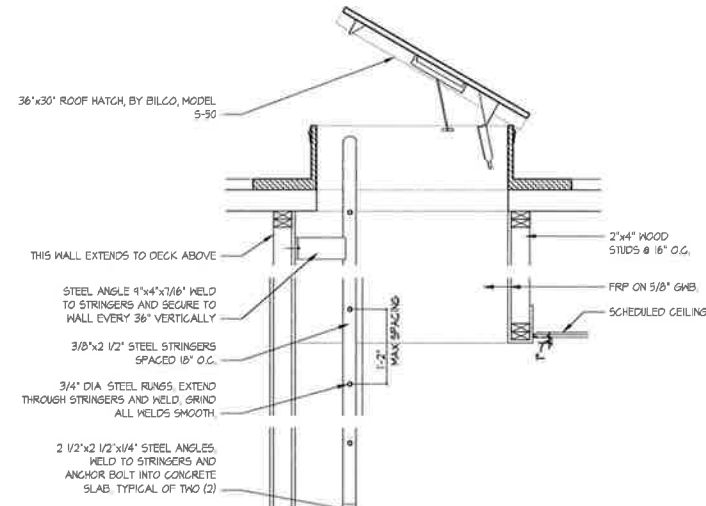 36"x30" ROOF HATCH, BY BILCO, MODEL
S-50
THIS WALL EXTENDS TO DECK ABOVE
STEEL ANGLE 9"x4"x7/16" WELD
TO STRINGERS AND SECURE TO
WALL EVERY 36" VERTICALLY
3/8"x2 1/2" STEEL STRINGERS
SPACED 18" O.C.
3/4" DIA STEEL RUNGS, EXTEND
THROUGH STRINGERS AND WELD, GRIND
ALL WELDS SMOOTH,
2 1/2"x2 1/2"x1/4" STEEL ANGLES,
WELD TO STRINGERS AND
ANCHOR BOLT INTO CONCRETE
SLAB, TYPICAL OF TWO (2)
1'-2"
MAX SPACING
2"x4" WOOD
STUDS @ 16" O.C.
FRP ON 5/8" GWB.
SCHEDULED CEILING
1"